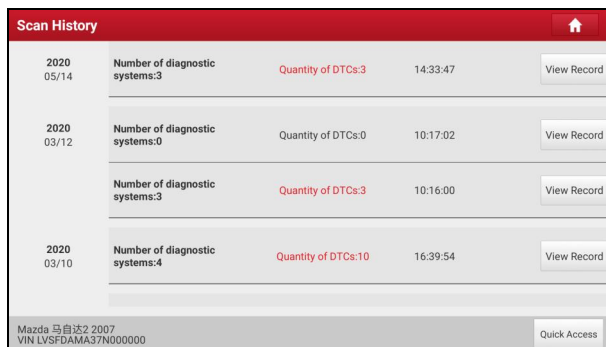 Scan History
2020
05/14
Number of diagnostic
systems:3
Quantity of DTCs:3
14:33:47
View Record
2020
03/12
Number of diagnostic
systems:0
Quantity of DTCs:0
10:17:02
View Record
Number of diagnostic
systems:3
Quantity of DTCs:3
10:16:00
View Record
2020
03/10
Number of diagnostic
systems:4
Quantity of DTCs:10
16:39:54
View Record
Mazda 马自达2 2007
VIN LVSFDAMA37N000000
Quick Access